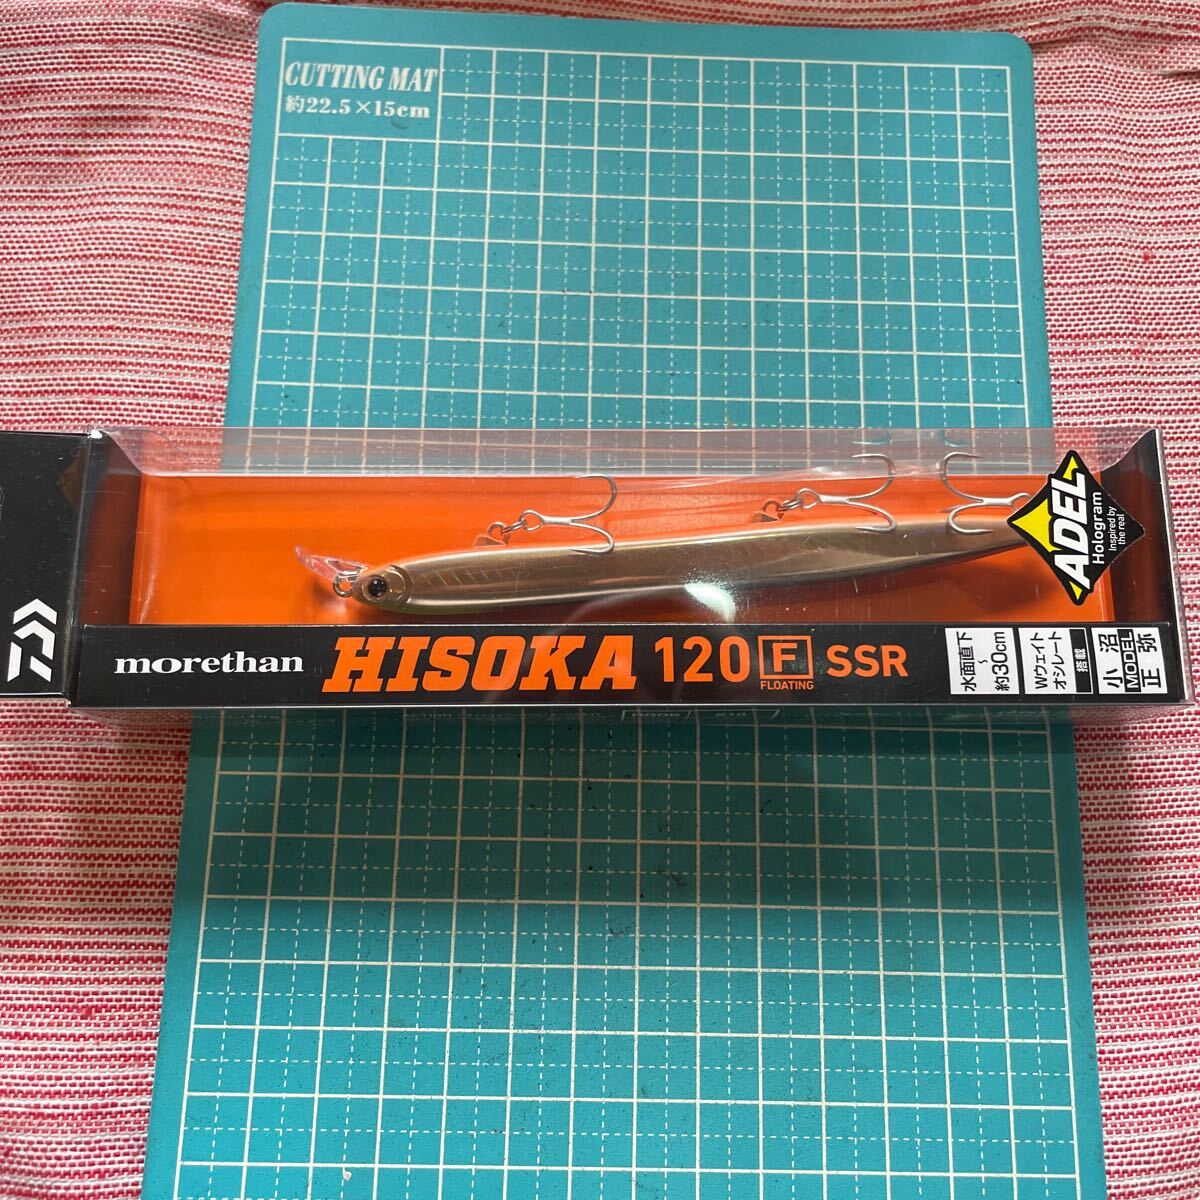 CUTTING MAT
約22.5×15cm
ADEL
Hologram
Inspired by
the real
morethan
HISOKA 120 F SSR
FLOATING
水面直下
~
約30cm
Wウェイト
オシレート
搭載
小沼
MODEL
正弥